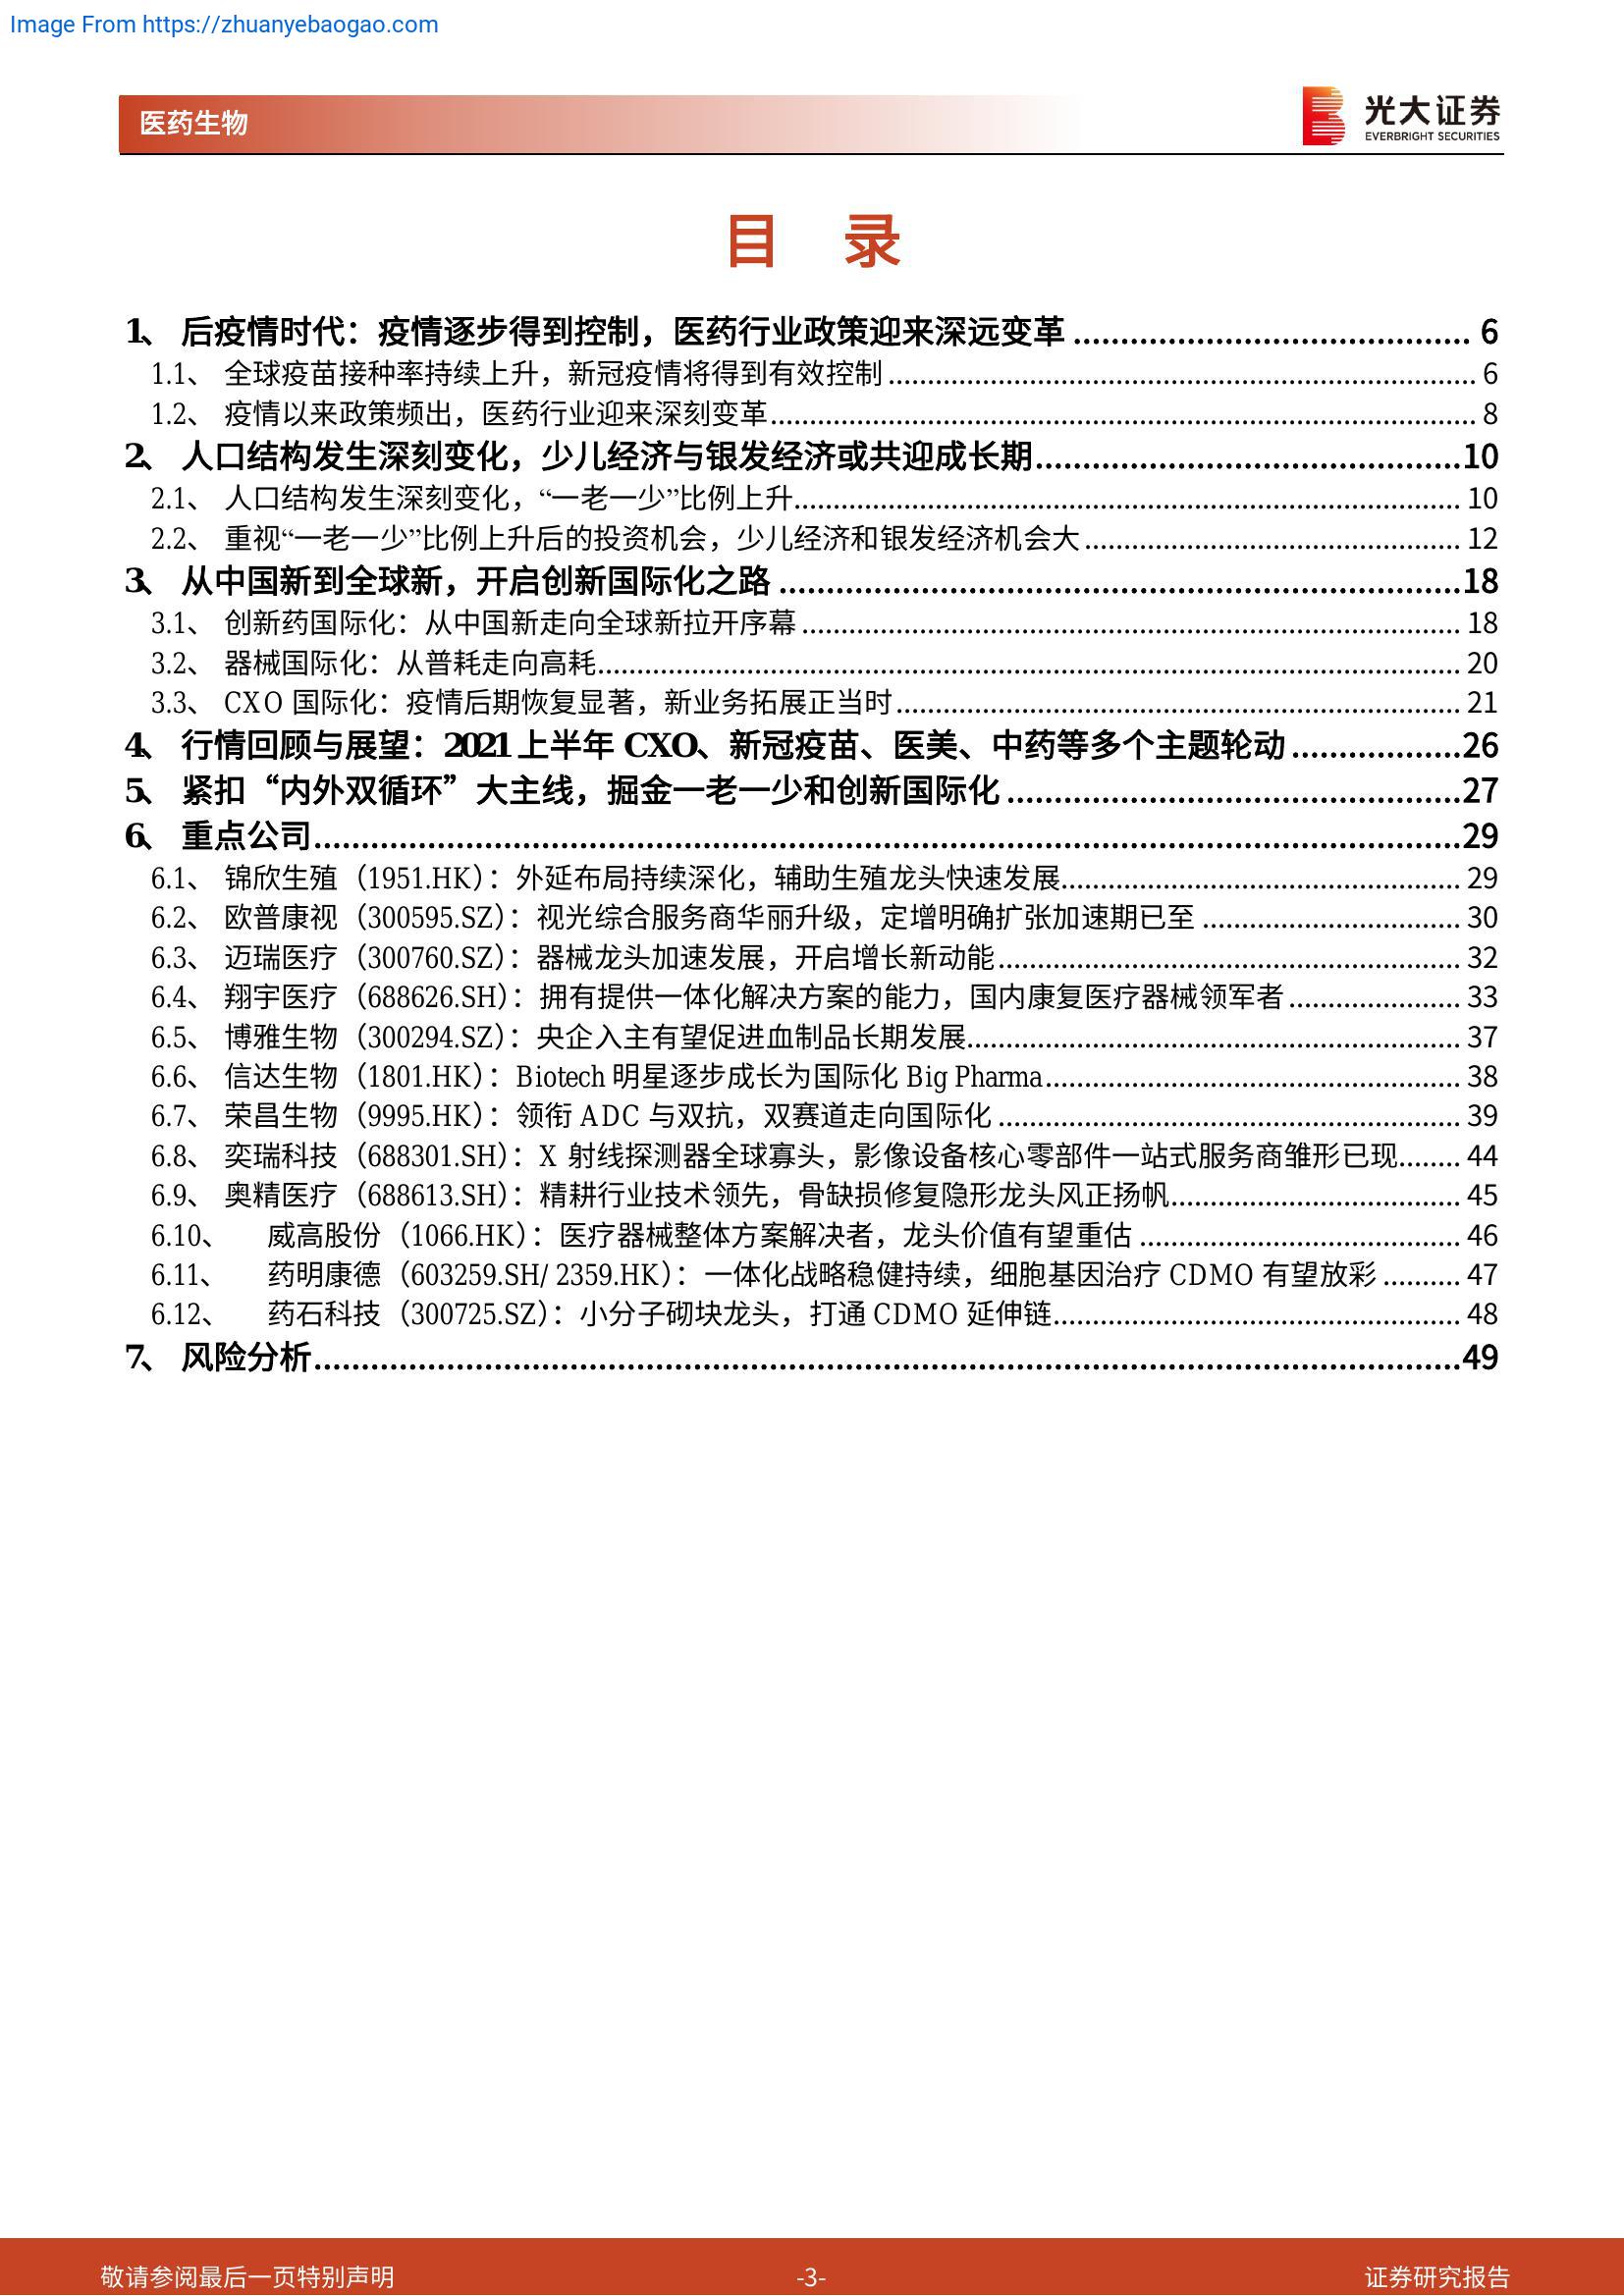 Image From https://zhuanyebaogao.com
医药生物
光大证券
EVERBRIGHT SECURITIES
目 录
1、 后疫情时代：疫情逐步得到控制，医药行业政策迎来深远变革 ........ 6
1.1、 全球疫苗接种率持续上升，新冠疫情将得到有效控制 ........ 6
1.2、 疫情以来政策频出，医药行业迎来深刻变革 ........ 8
2、 人口结构发生深刻变化，少儿经济与银发经济或共迎成长期 ........ 10
2.1、 人口结构发生深刻变化，“一老一少”比例上升 ........ 10
2.2、 重视“一老一少”比例上升后的投资机会，少儿经济和银发经济机会大 ........ 12
3、 从中国新到全球新，开启创新国际化之路 ........ 18
3.1、 创新药国际化：从中国新走向全球新拉开序幕 ........ 18
3.2、 器械国际化：从普耗走向高耗 ........ 20
3.3、 CXO 国际化：疫情后期恢复显著，新业务拓展正当时 ........ 21
4、 行情回顾与展望：2021 上半年 CXO、新冠疫苗、医美、中药等多个主题轮动 ........ 26
5、 紧扣“内外双循环”大主线，掘金一老一少和创新国际化 ........ 27
6、 重点公司 ........ 29
6.1、 锦欣生殖（1951.HK）：外延布局持续深化，辅助生殖龙头快速发展 ........ 29
6.2、 欧普康视（300595.SZ）：视光综合服务商华丽升级，定增明确扩张加速期已至 ........ 30
6.3、 迈瑞医疗（300760.SZ）：器械龙头加速发展，开启增长新动能 ........ 32
6.4、 翔宇医疗（688626.SH）：拥有提供一体化解决方案的能力，国内康复医疗器械领军者 ........ 33
6.5、 博雅生物（300294.SZ）：央企入主有望促进血制品长期发展 ........ 37
6.6、 信达生物（1801.HK）：Biotech 明星逐步成长为国际化 Big Pharma ........ 38
6.7、 荣昌生物（9995.HK）：领衔 ADC 与双抗，双赛道走向国际化 ........ 39
6.8、 奕瑞科技（688301.SH）：X 射线探测器全球寡头，影像设备核心零部件一站式服务商雏形已现 ........ 44
6.9、 奥精医疗（688613.SH）：精耕行业技术领先，骨缺损修复隐形龙头风正扬帆 ........ 45
6.10、 威高股份（1066.HK）：医疗器械整体方案解决者，龙头价值有望重估 ........ 46
6.11、 药明康德（603259.SH/ 2359.HK）：一体化战略稳健持续，细胞基因治疗 CDMO 有望放彩 ........ 47
6.12、 药石科技（300725.SZ）：小分子砌块龙头，打通 CDMO 延伸链 ........ 48
7、 风险分析 ........ 49
敬请参阅最后一页特别声明
-3-
证券研究报告